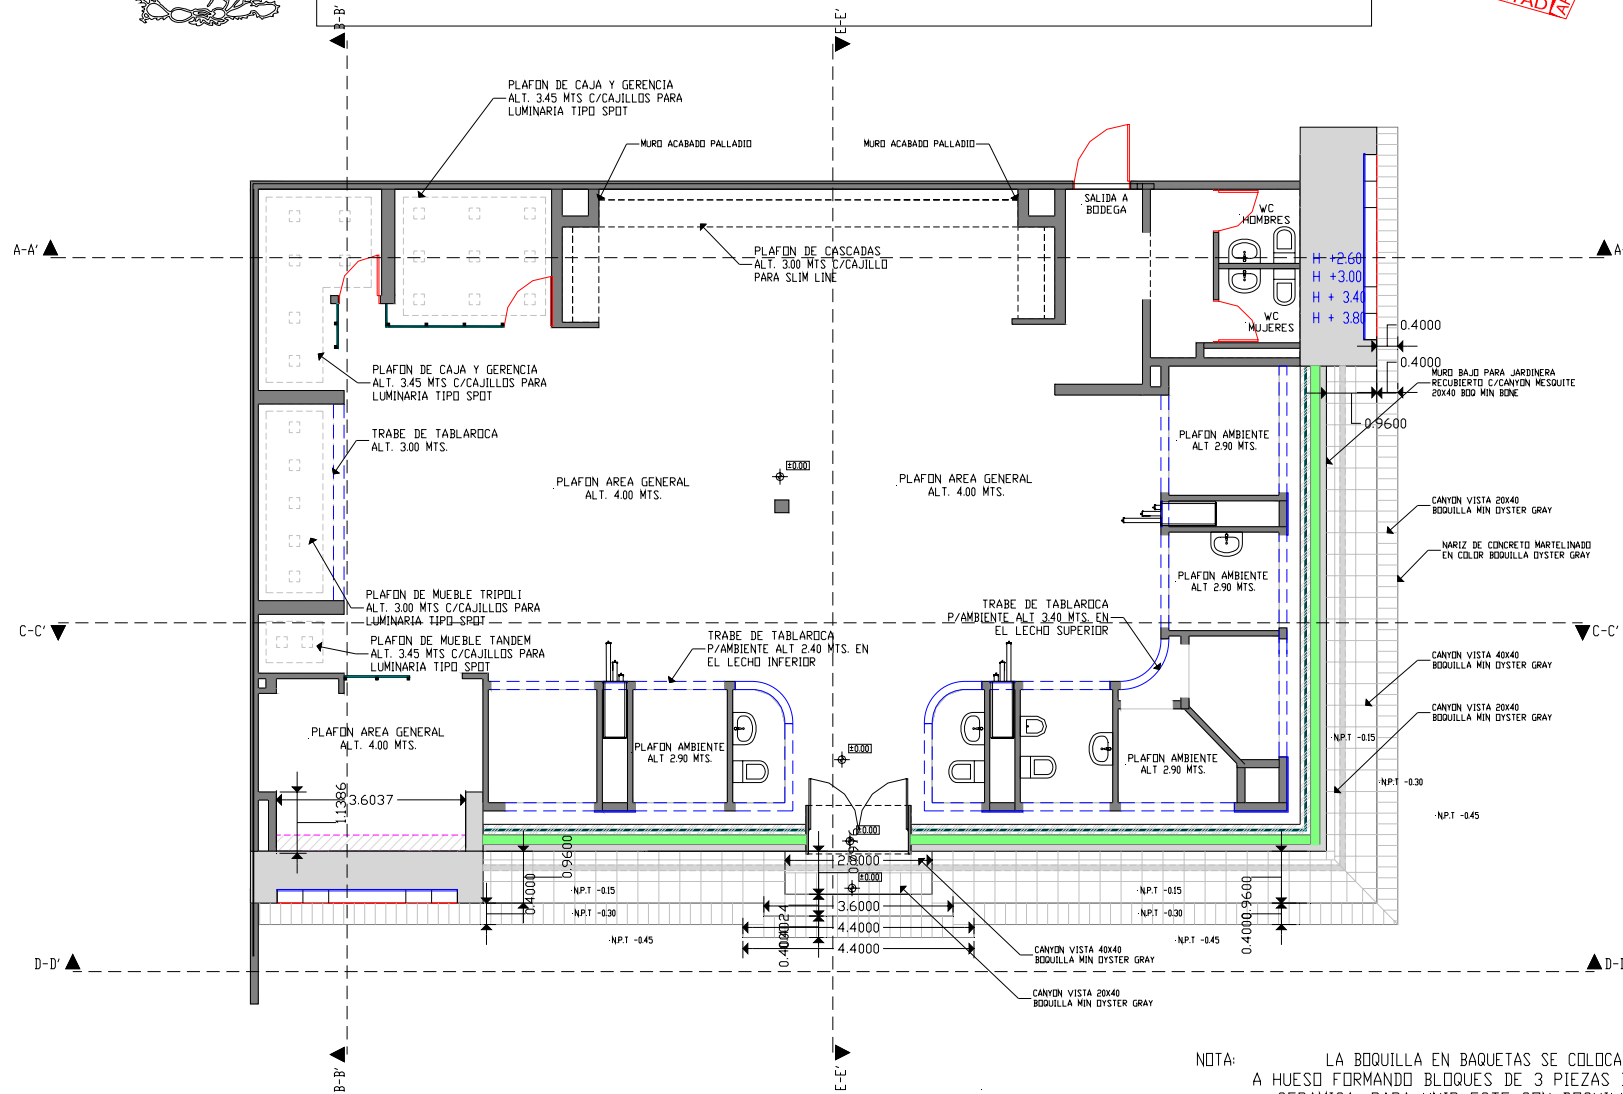 B-B'
E-E'
PLAFON DE CAJA Y GERENCIA
ALT. 3.45 MTS C/CAJILLOS PARA
LUMINARIA TIPO SPOT
MURO ACABADO PALLADIO
MURO ACABADO PALLADIO
SALIDA A
BODEGA
WC
HOMBRES
A-A'
PLAFON DE CASCADAS
ALT. 3.00 MTS C/CAJILLO
PARA SLIM LINE
H +2.60
H +3.00
H + 3.40
H + 3.80
WC
MUJERES
0.4000
0.4000
PLAFON DE CAJA Y GERENCIA
ALT. 3.45 MTS C/CAJILLOS PARA
LUMINARIA TIPO SPOT
MURO BAJO PARA JARDINERA
RECUBIERTO C/CANYON MESQUITE
20X40 BOQ MIN BONE
0.9600
TRABE DE TABLAROCA
ALT. 3.00 MTS.
PLAFON AMBIENTE
ALT 2.90 MTS.
±0.00
PLAFON AREA GENERAL
ALT. 4.00 MTS.
PLAFON AREA GENERAL
ALT. 4.00 MTS.
CANYON VISTA 20X40
BOQUILLA MIN OYSTER GRAY
NARIZ DE CONCRETO MARTELINADO
EN COLOR BOQUILLA OYSTER GRAY
PLAFON AMBIENTE
ALT 2.90 MTS.
PLAFON DE MUEBLE TRIPOLI
ALT. 3.00 MTS C/CAJILLOS PARA
LUMINARIA TIPO SPOT
TRABE DE TABLAROCA
P/AMBIENTE ALT 3.40 MTS. EN
EL LECHO SUPERIOR
C-C'
C-C'
PLAFON DE MUEBLE TANDEM
ALT. 3.45 MTS C/CAJILLOS PARA
LUMINARIA TIPO SPOT
TRABE DE TABLAROCA
P/AMBIENTE ALT 2.40 MTS. EN
EL LECHO INFERIOR
CANYON VISTA 40X40
BOQUILLA MIN OYSTER GRAY
CANYON VISTA 20X40
BOQUILLA MIN OYSTER GRAY
PLAFON AREA GENERAL
ALT. 4.00 MTS.
N.P.T -0.15
PLAFON AMBIENTE
ALT 2.90 MTS.
±0.00
PLAFON AMBIENTE
ALT 2.90 MTS.
N.P.T -0.30
3.6037
1.1386
N.P.T -0.45
±0.00
0.9600
2.8000
±0.00
N.P.T -0.15
N.P.T -0.15
0.9600
0.4000
3.6000
N.P.T -0.30
N.P.T -0.30
4.4000
0.4000
N.P.T -0.45
N.P.T -0.45
4.4000
CANYON VISTA 40X40
BOQUILLA MIN OYSTER GRAY
D-D'
CANYON VISTA 20X40
BOQUILLA MIN OYSTER GRAY
B-B'
E-E'
NOTA: LA BOQUILLA EN BAQUETAS SE COLOCA
A HUESO FORMANDO BLOQUES DE 3 PIEZAS